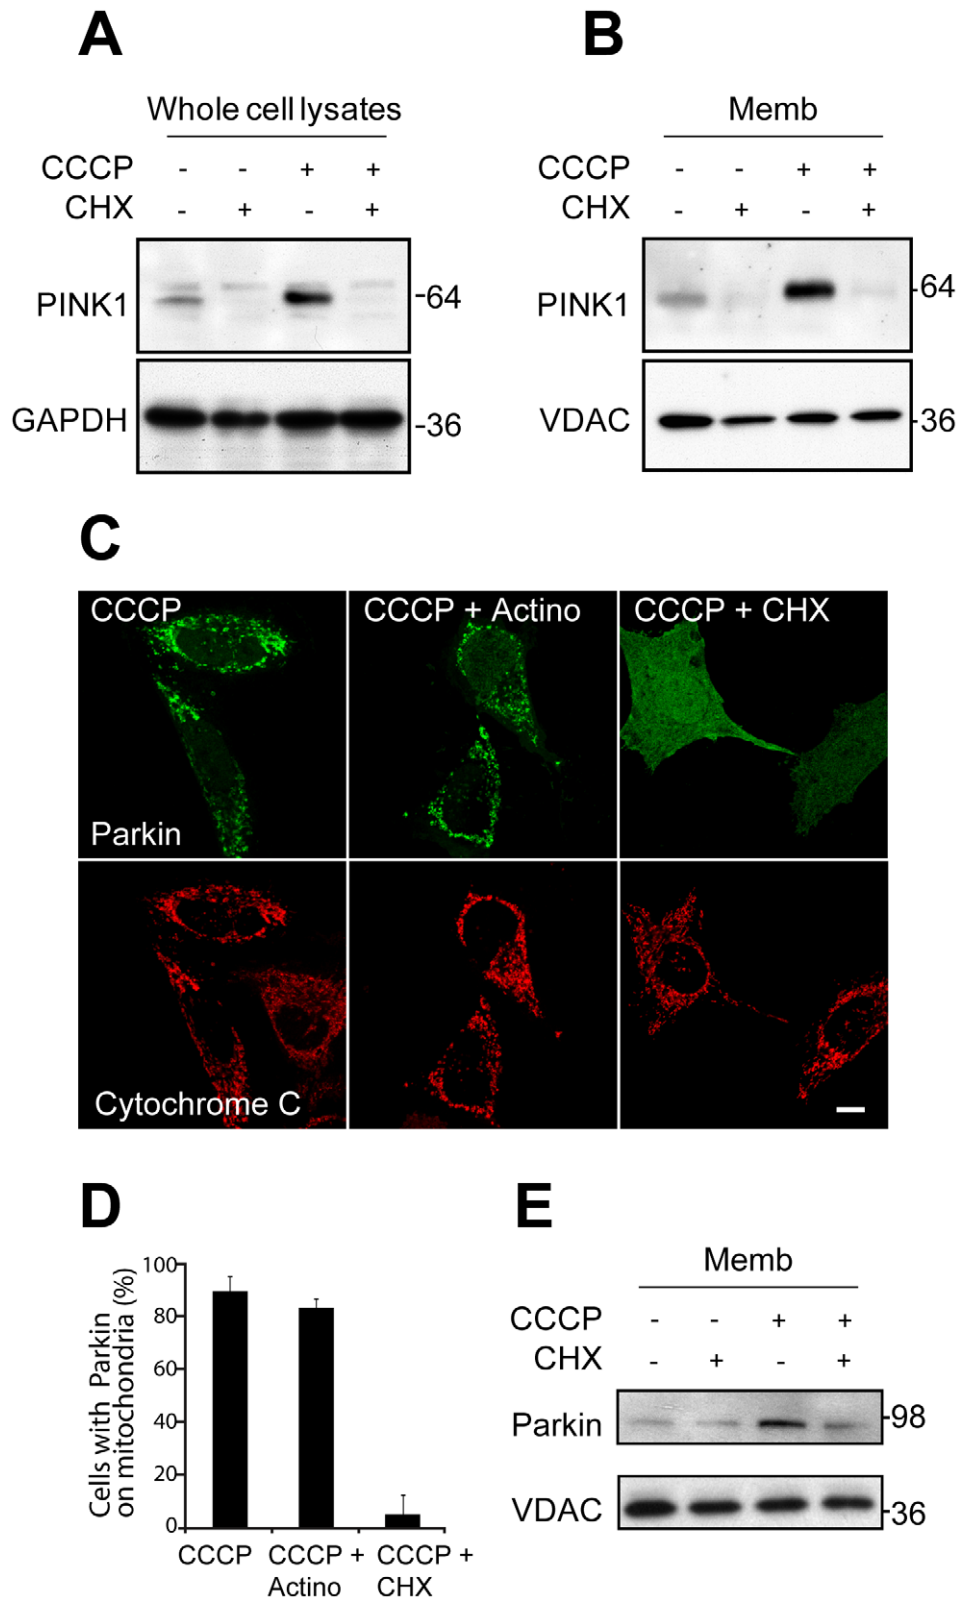 A
Whole cell lysates
CCCP - - + +
CHX - + - +
PINK1 -64
GAPDH -36
B
Memb
CCCP - - + +
CHX - + - +
PINK1 -64
VDAC -36
C
CCCP
CCCP + Actino
CCCP + CHX
Parkin
Cytochrome C
D
Cells with Parkin
on mitochondria (%)
100
80
60
40
20
0
CCCP
CCCP +
Actino
CCCP +
CHX
E
Memb
CCCP - - + +
CHX - + - +
Parkin -98
VDAC -36